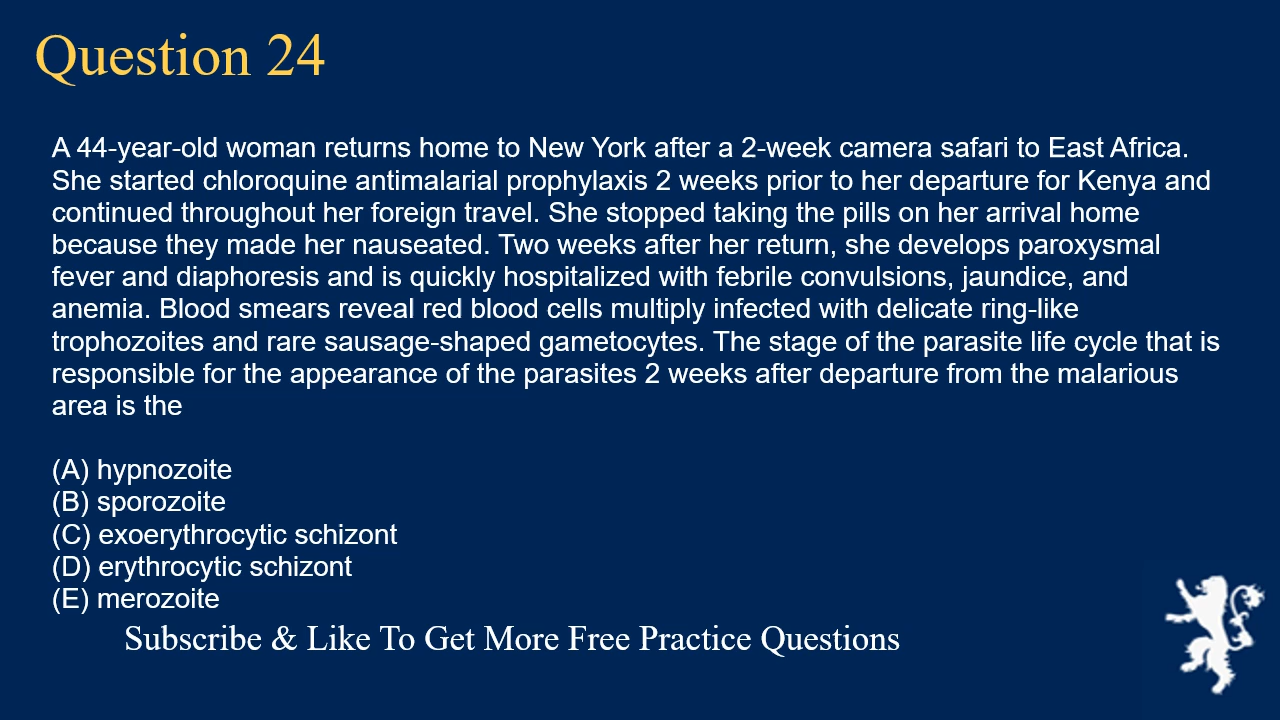 Question 24
A 44-year-old woman returns home to New York after a 2-week camera safari to East Africa.
She started chloroquine antimalarial prophylaxis 2 weeks prior to her departure for Kenya and
continued throughout her foreign travel. She stopped taking the pills on her arrival home
because they made her nauseated. Two weeks after her return, she develops paroxysmal
fever and diaphoresis and is quickly hospitalized with febrile convulsions, jaundice, and
anemia. Blood smears reveal red blood cells multiply infected with delicate ring-like
trophozoites and rare sausage-shaped gametocytes. The stage of the parasite life cycle that is
responsible for the appearance of the parasites 2 weeks after departure from the malarious
area is the
(A) hypnozoite
(B) sporozoite
(C) exoerythrocytic schizont
(D) erythrocytic schizont
(E) merozoite
Subscribe & Like To Get More Free Practice Questions